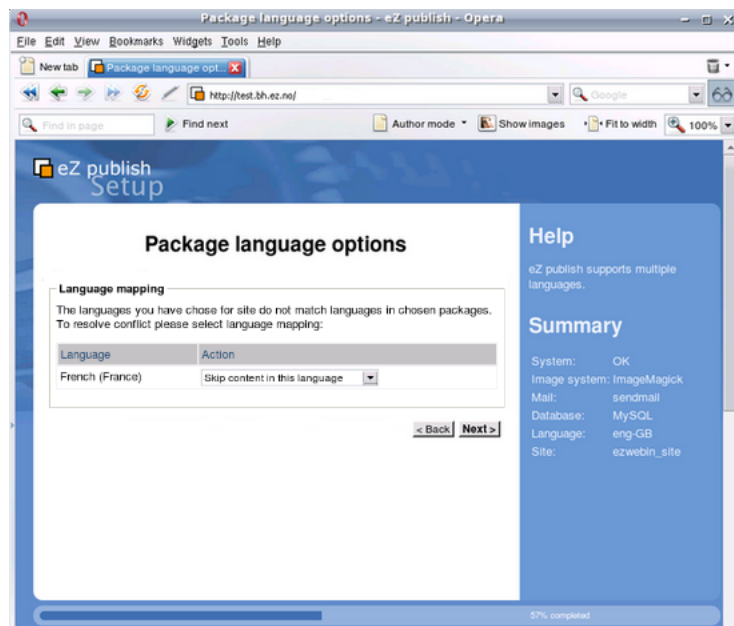 Package language options - eZ publish - Opera
File Edit View Bookmarks Widgets Tools Help
New tab Package language opt...
http://test.bh.ez.no/ Google
Find in page Find next Author mode Show images Fit to width 100%
eZ publish
Setup
Package language options
Language mapping
The languages you have chose for site do not match languages in chosen packages.
To resolve conflict please select language mapping:
Language Action
French (France) Skip content in this language
< Back Next >
Help
eZ publish supports multiple
languages.
Summary
System: OK
Image system: ImageMagick
Mail: sendmail
Database: MySQL
Language: eng-GB
Site: ezwebin_site
57% completed